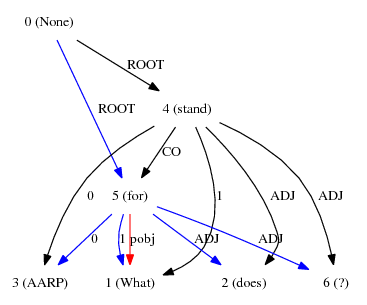 0 (None)
ROOT
ROOT
4 (stand)
CO
0
5 (for)
1
ADJ
ADJ
0
1
pobj
ADJ
ADJ
3 (AARP)
1 (What)
2 (does)
6 (?)